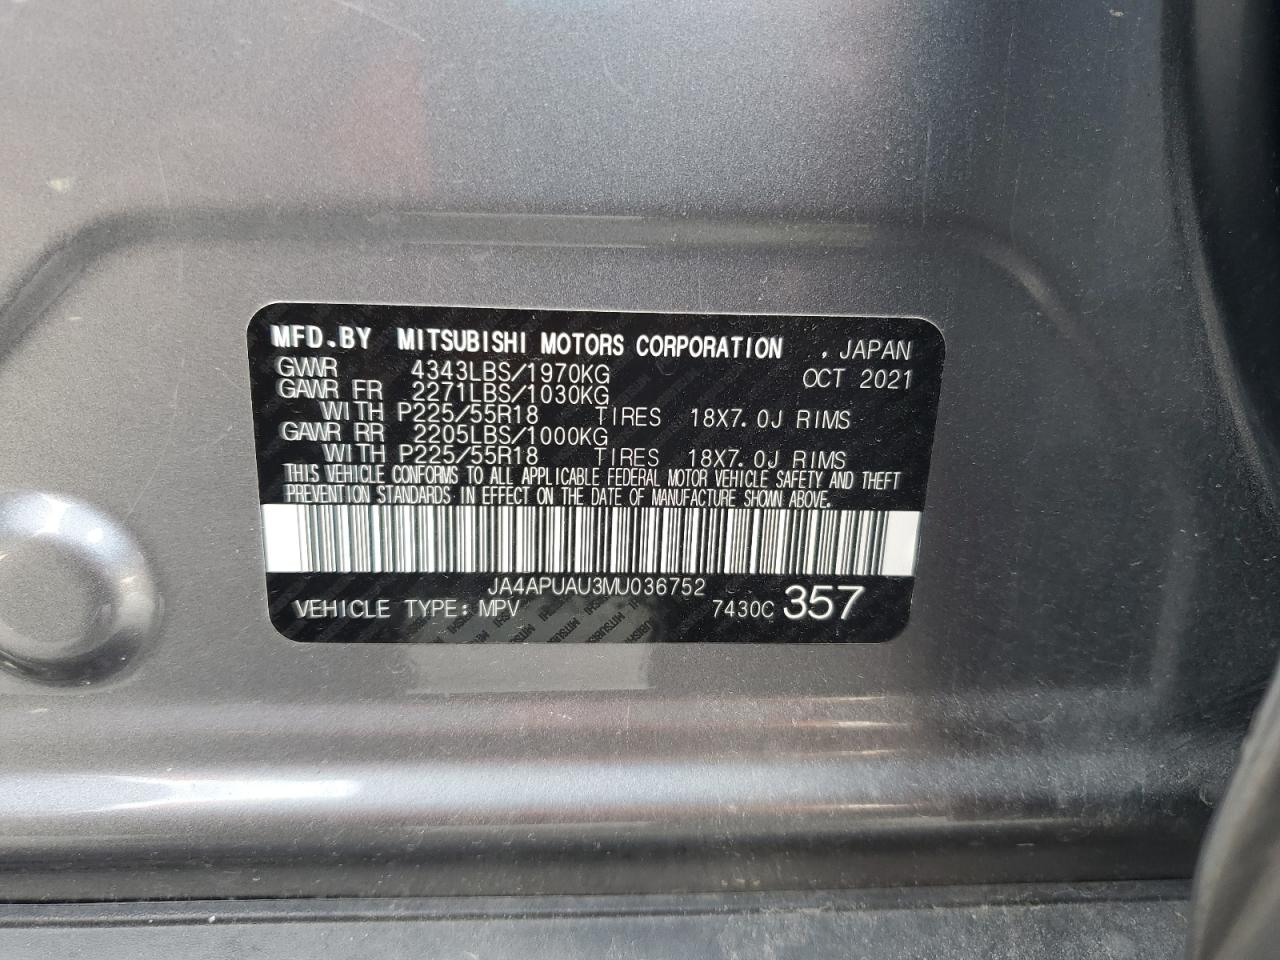 MFD.BY MITSUBISHI MOTORS CORPORATION , JAPAN
GVWR 4343LBS/1970KG OCT 2021
GAWR FR 2271LBS/1030KG
WITH P225/55R18 TIRES 18X7.0J RIMS
GAWR RR 2205LBS/1000KG
WITH P225/55R18 TIRES 18X7.0J RIMS
THIS VEHICLE CONFORMS TO ALL APPLICABLE FEDERAL MOTOR VEHICLE SAFETY AND THEFT
PREVENTION STANDARDS IN EFFECT ON THE DATE OF MANUFACTURE SHOWN ABOVE.
JA4APUAU3MU036752
VEHICLE TYPE: MPV 7430C 357